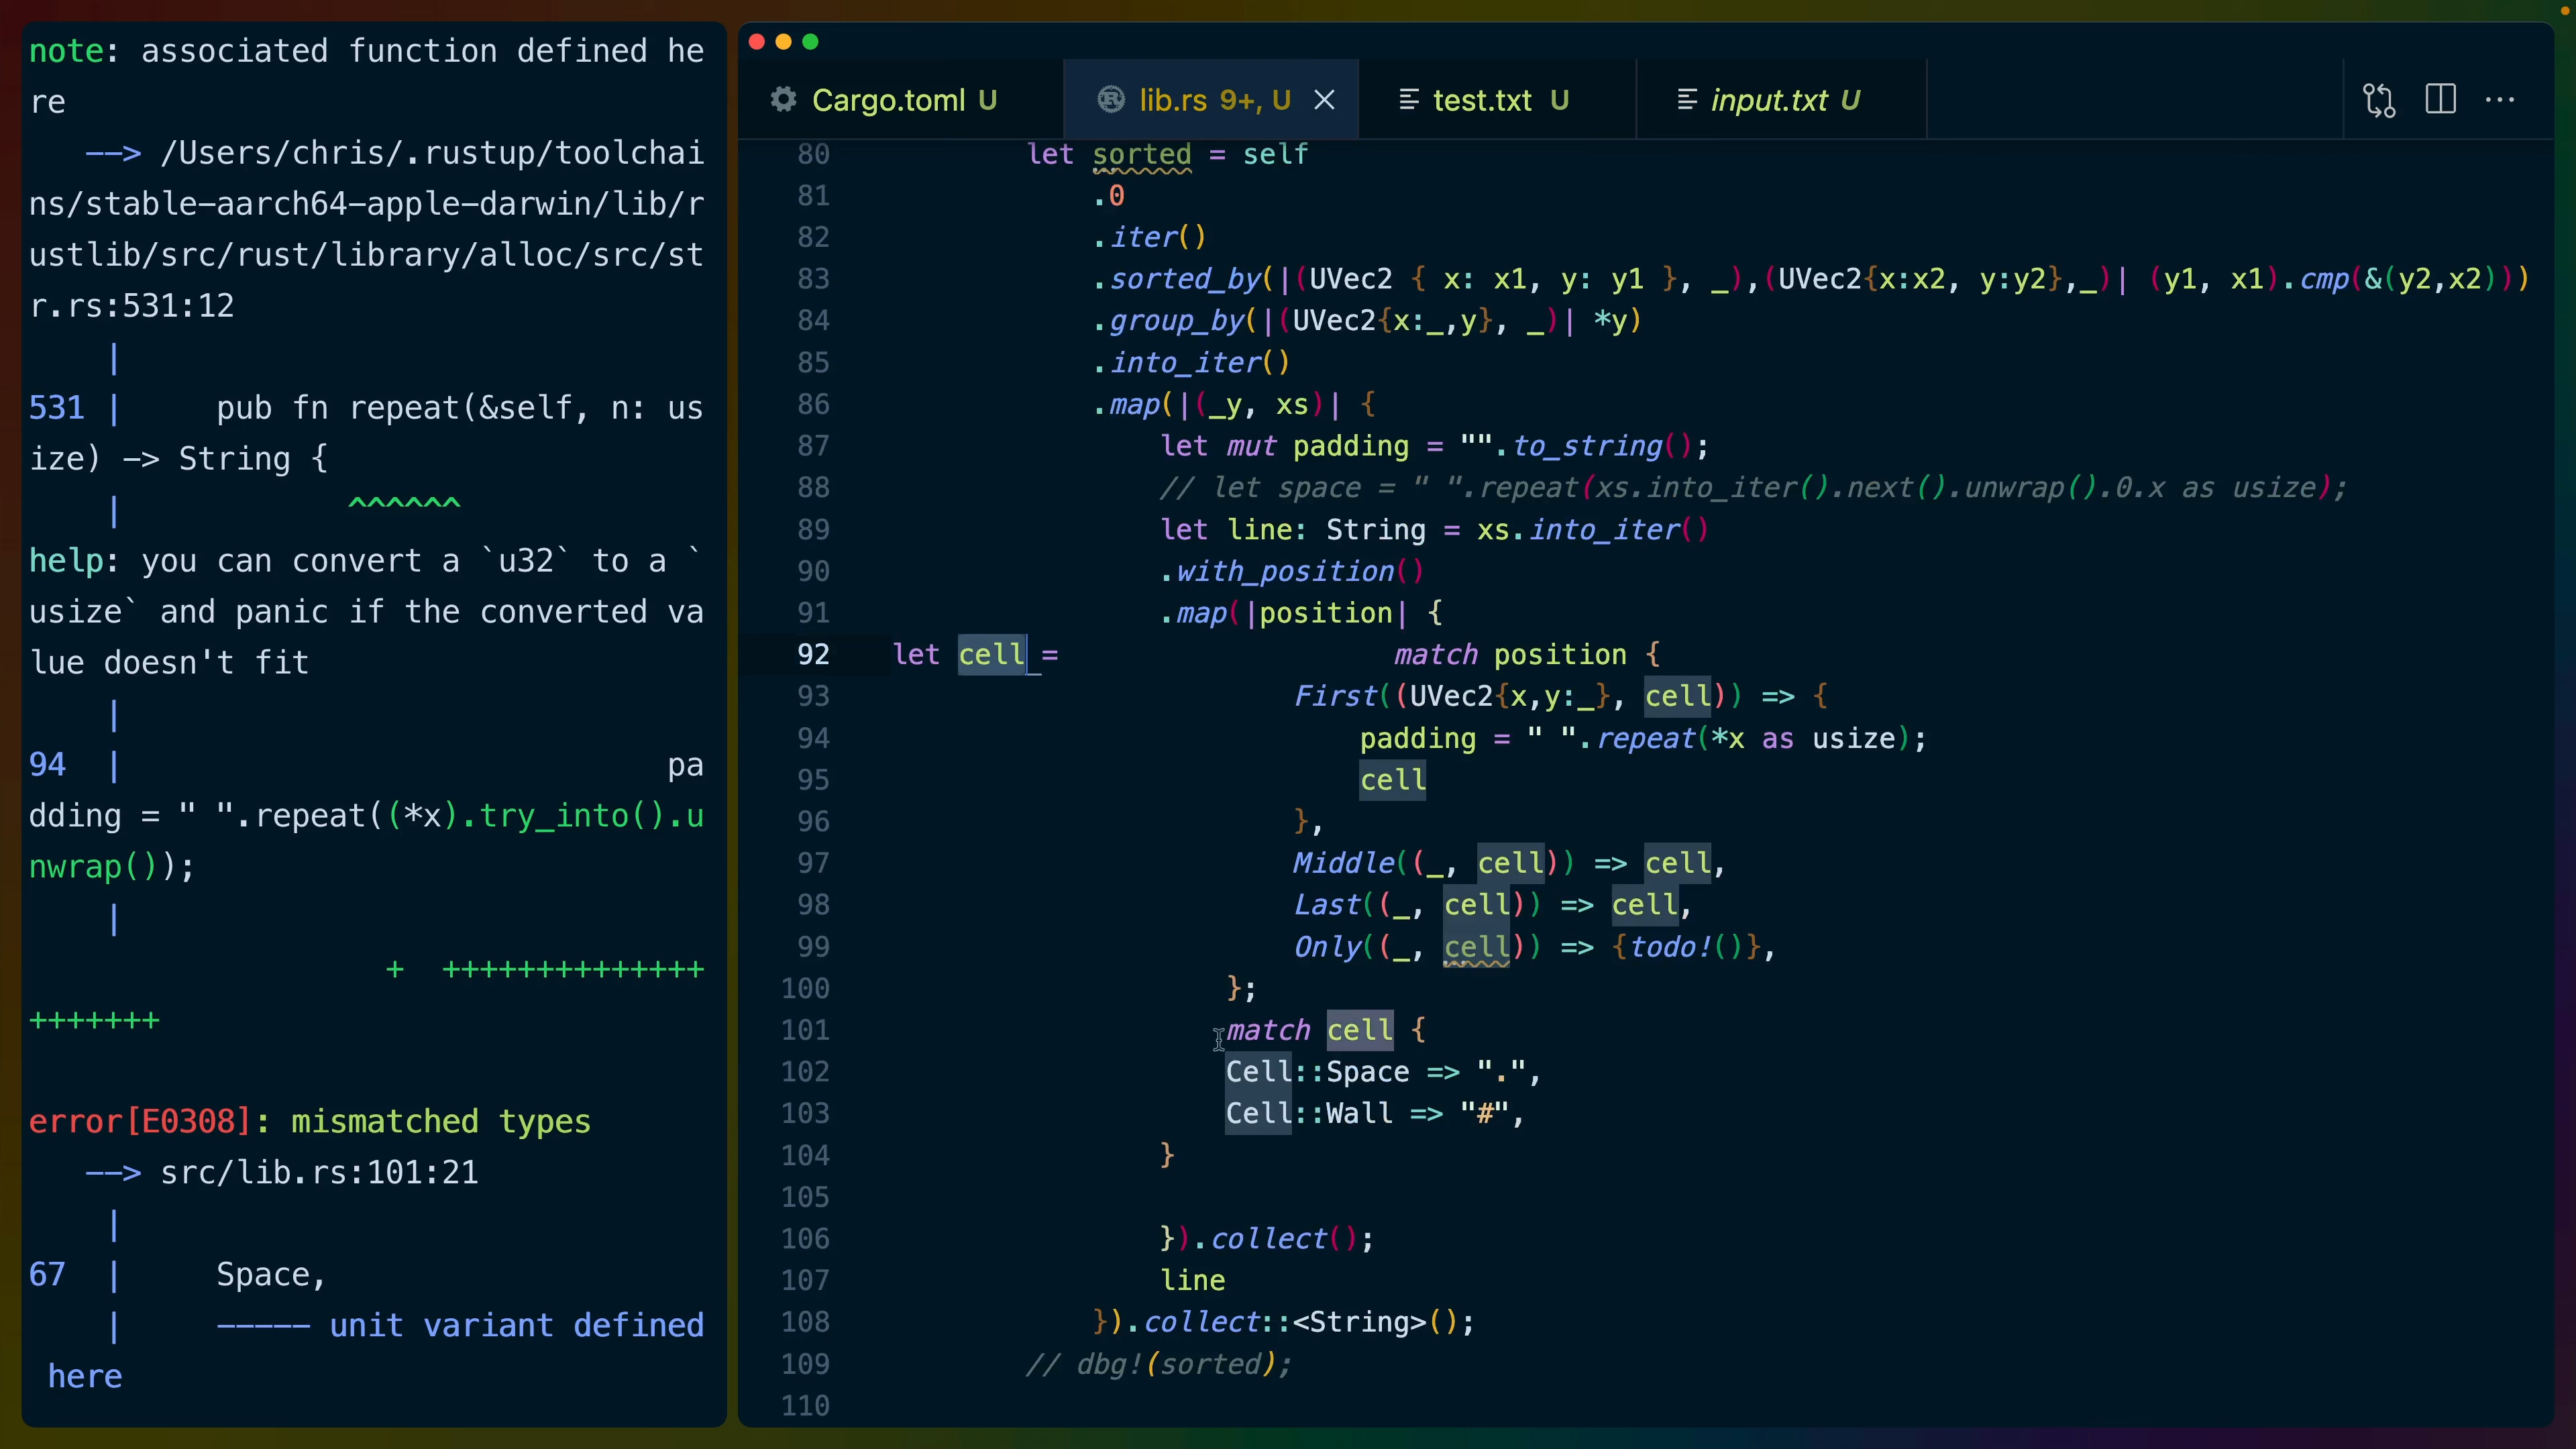 note: associated function defined he
re
--> /Users/chris/.rustup/toolchai
ns/stable-aarch64-apple-darwin/lib/r
ustlib/src/rust/library/alloc/src/st
r.rs:531:12
|
531 | pub fn repeat(&self, n: us
ize) -> String {
| ^^^^^^
help: you can convert a `u32` to a `
usize` and panic if the converted va
lue doesn't fit
|
94 | pa
dding = " ".repeat((*x).try_into().u
nwrap());
|
+ ++++++++++++++
+++++++
error[E0308]: mismatched types
--> src/lib.rs:101:21
|
67 | Space,
| ----- unit variant defined
here
Cargo.toml U
lib.rs 9+, U
test.txt U
input.txt U
80 let sorted = self
81 .0
82 .iter()
83 .sorted_by(|(UVec2 { x: x1, y: y1 }, _),(UVec2{x:x2, y:y2},_)| (y1, x1).cmp(&(y2,x2)))
84 .group_by(|(UVec2{x:_,y}, _)| *y)
85 .into_iter()
86 .map(|(_y, xs)| {
87 let mut padding = "".to_string();
88 // let space = " ".repeat(xs.into_iter().next().unwrap().0.x as usize);
89 let line: String = xs.into_iter()
90 .with_position()
91 .map(|position| {
92 let cell = match position {
93 First((UVec2{x,y:_}, cell)) => {
94 padding = " ".repeat(*x as usize);
95 cell
96 },
97 Middle((_, cell)) => cell,
98 Last((_, cell)) => cell,
99 Only((_, cell)) => {todo!()},
100 };
101 match cell {
102 Cell::Space => ".",
103 Cell::Wall => "#",
104 }
105
106 }).collect();
107 line
108 }).collect::<String>();
109 // dbg!(sorted);
110